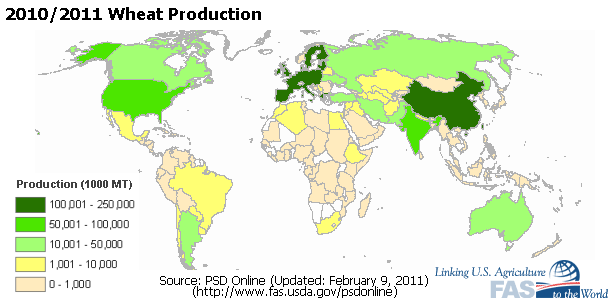 2010/2011 Wheat Production
Production (1000 MT)
100,001 - 250,000
50,001 - 100,000
10,001 - 50,000
1,001 - 10,000
0 - 1,000
Source: PSD Online (Updated: February 9, 2011)
(http://www.fas.usda.gov/psdonline)
Linking U.S. Agriculture
FAS to the World